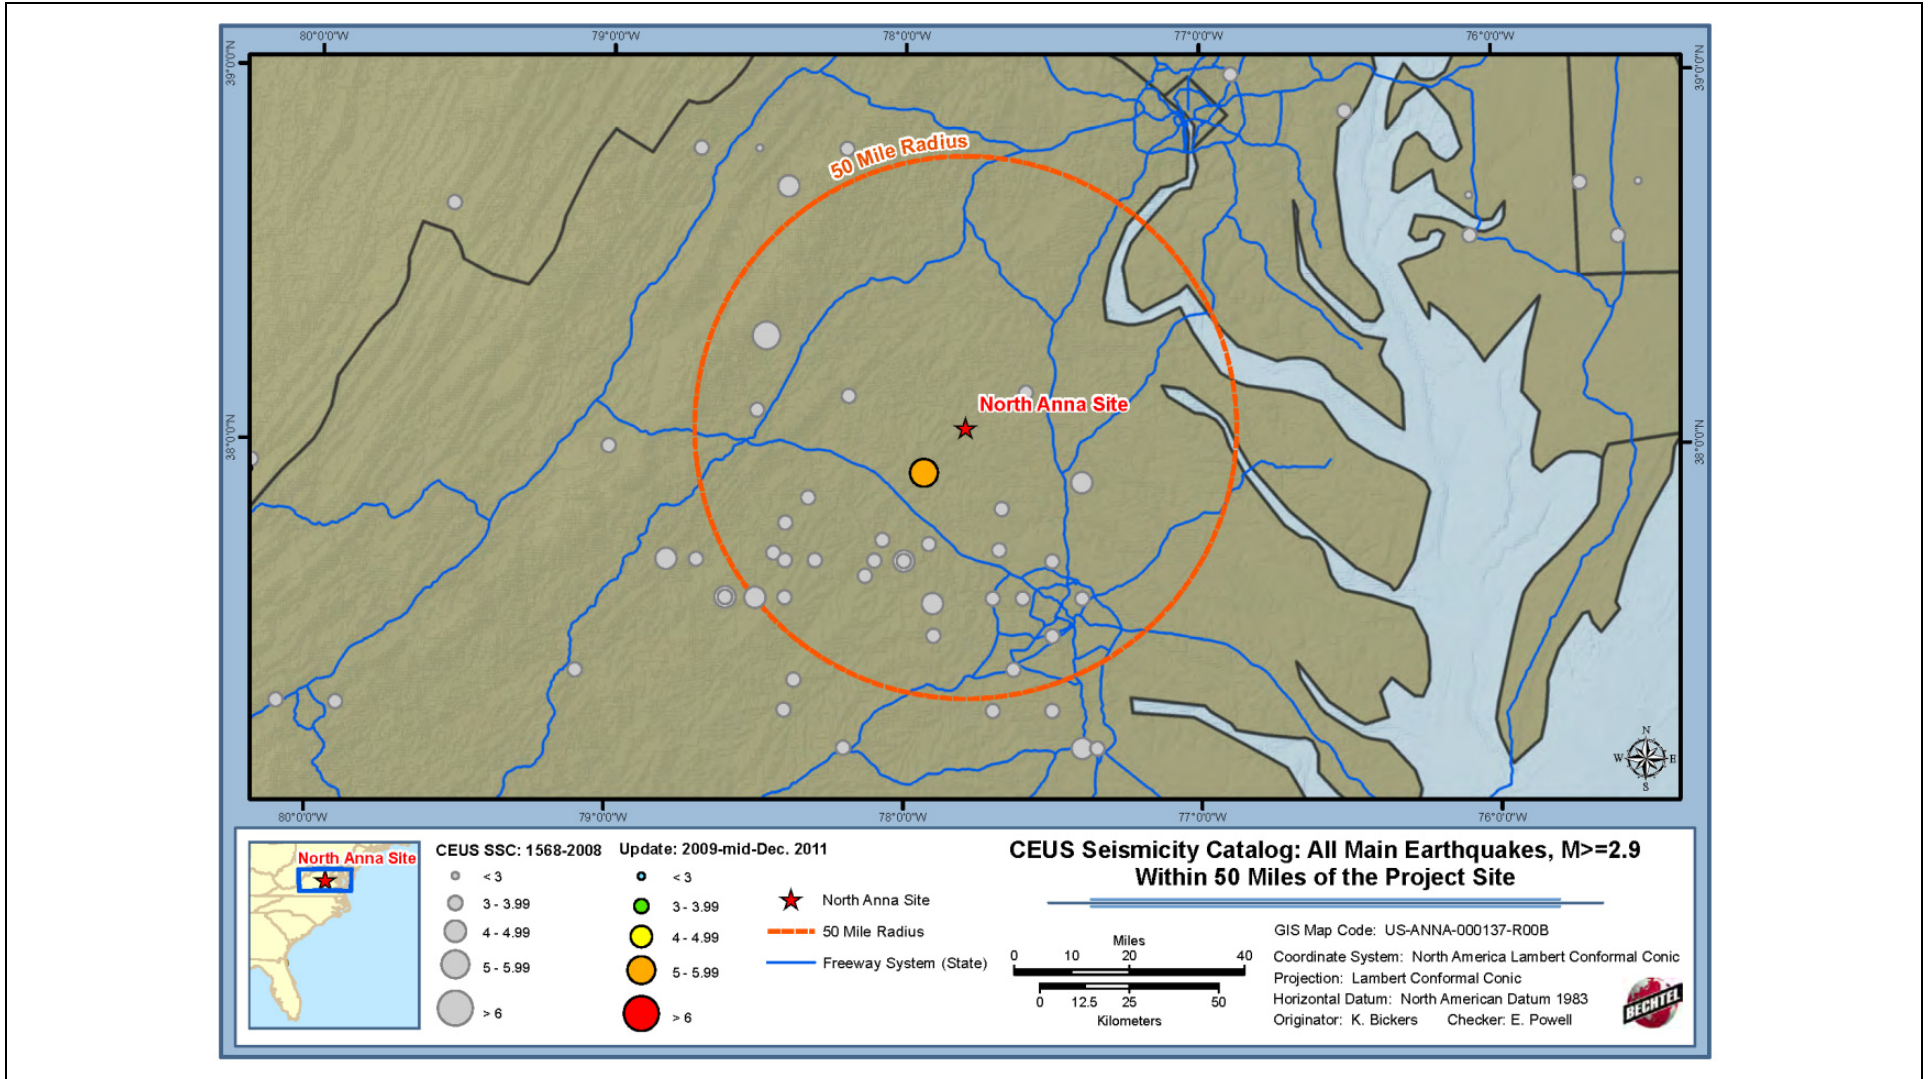 80°0'0"W 79°0'0"W 78°0'0"W 77°0'0"W 76°0'0"W
39°0'0"N
39°0'0"N
50 Mile Radius
North Anna Site
38°0'0"N
38°0'0"N
N
W E
S
80°0'0"W 79°0'0"W 78°0'0"W 77°0'0"W 76°0'0"W
North Anna Site
CEUS SSC: 1568-2008
< 3
3 - 3.99
4 - 4.99
5 - 5.99
> 6
Update: 2009-mid-Dec. 2011
< 3
3 - 3.99
4 - 4.99
5 - 5.99
> 6
North Anna Site
50 Mile Radius
Freeway System (State)
CEUS Seismicity Catalog: All Main Earthquakes, M>=2.9
Within 50 Miles of the Project Site
Miles
0 10 20 40
0 12.5 25 50
Kilometers
GIS Map Code: US-ANNA-000137-R00B
Coordinate System: North America Lambert Conformal Conic
Projection: Lambert Conformal Conic
Horizontal Datum: North American Datum 1983
Originator: K. Bickers Checker: E. Powell
BECHTEL